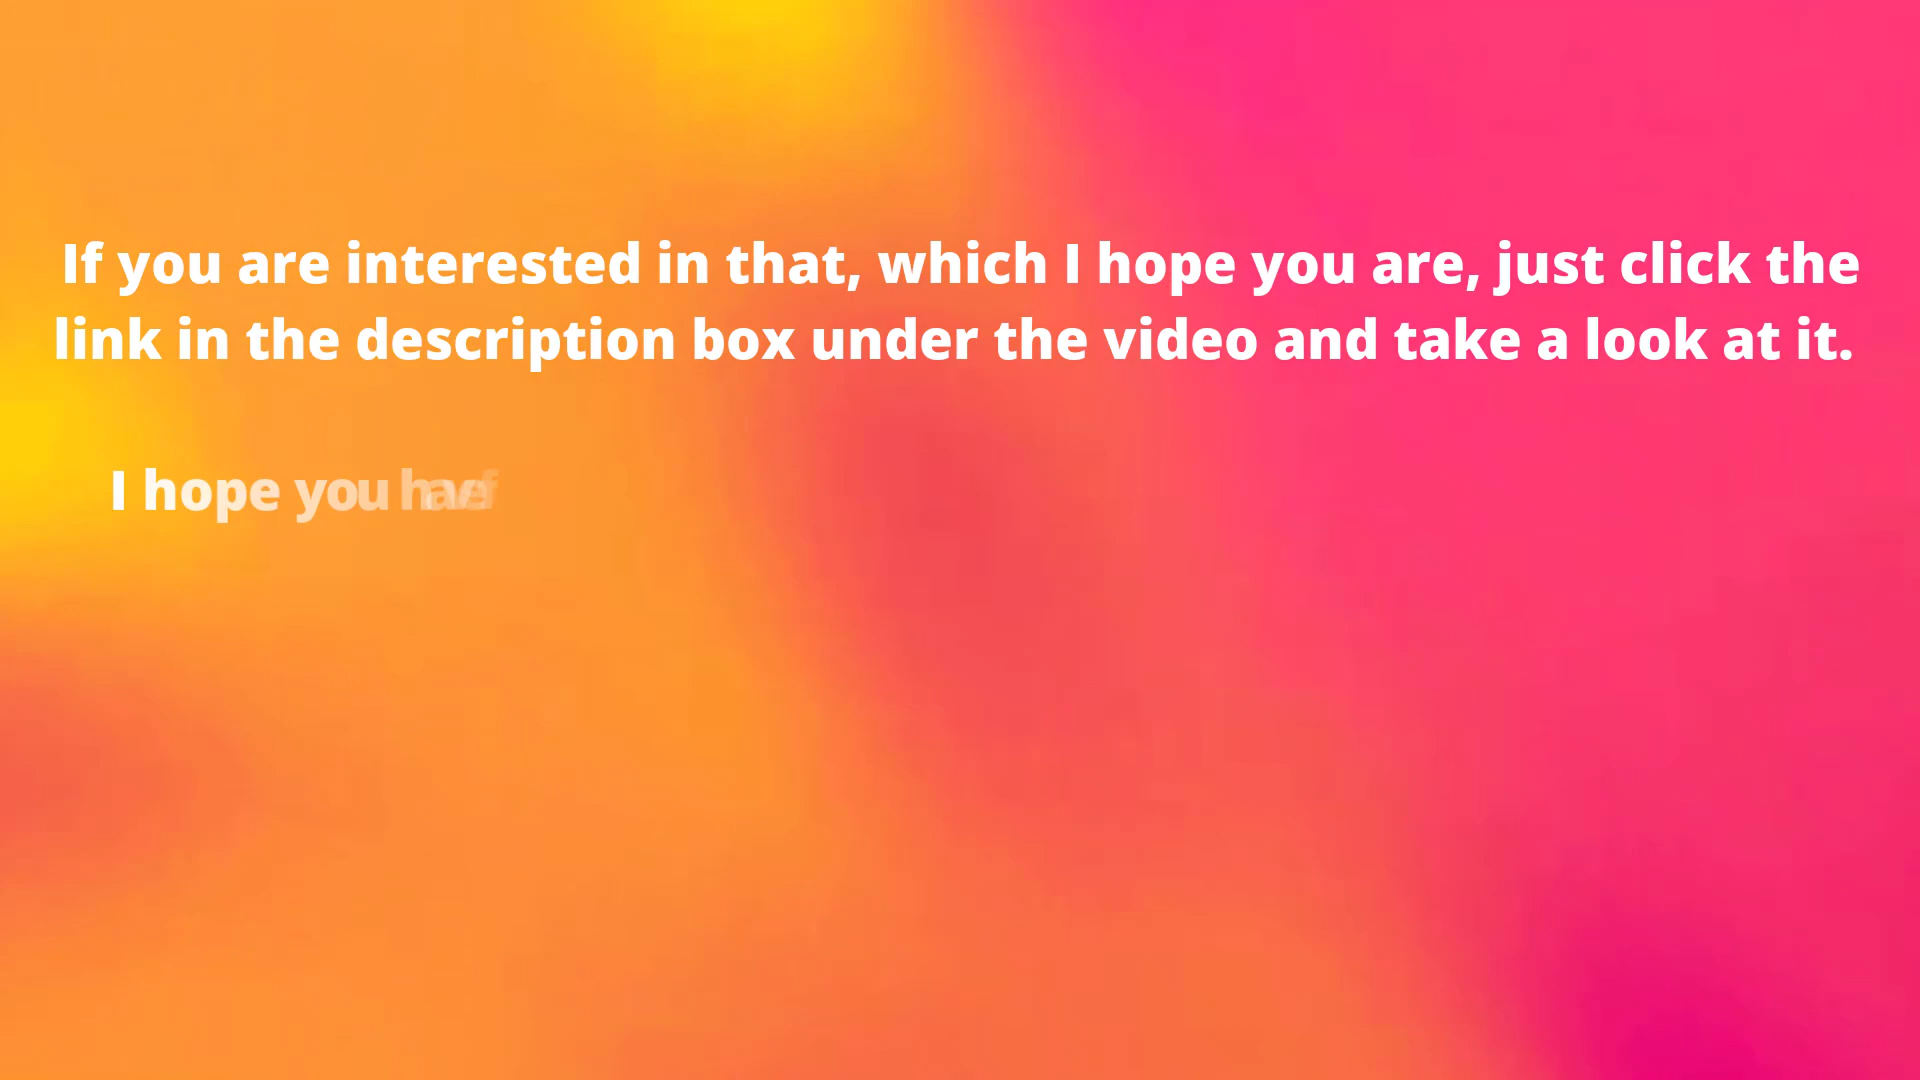 If you are interested in that, which I hope you are, just click the
link in the description box under the video and take a look at it.
I hope you